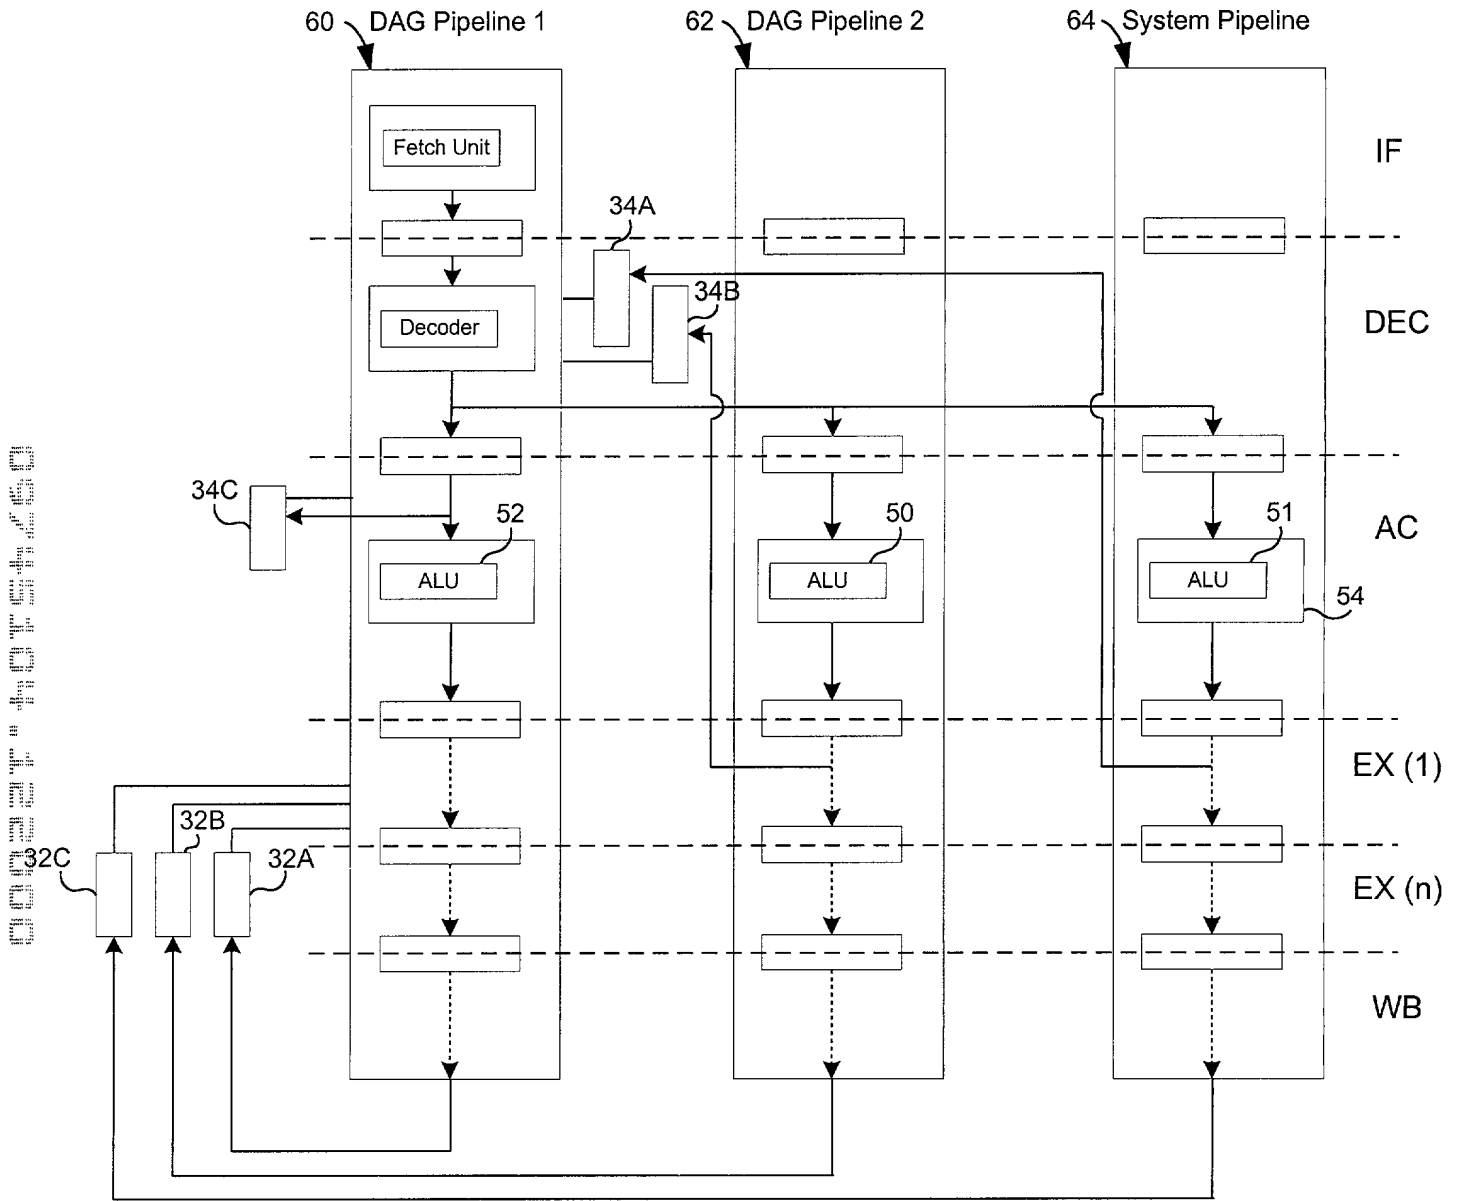 60 DAG Pipeline 1
62 DAG Pipeline 2
64 System Pipeline
Fetch Unit
IF
34A
34B
Decoder
DEC
34C
52
50
51
AC
ALU
ALU
ALU
54
EX (1)
32C
32B
32A
EX (n)
WB